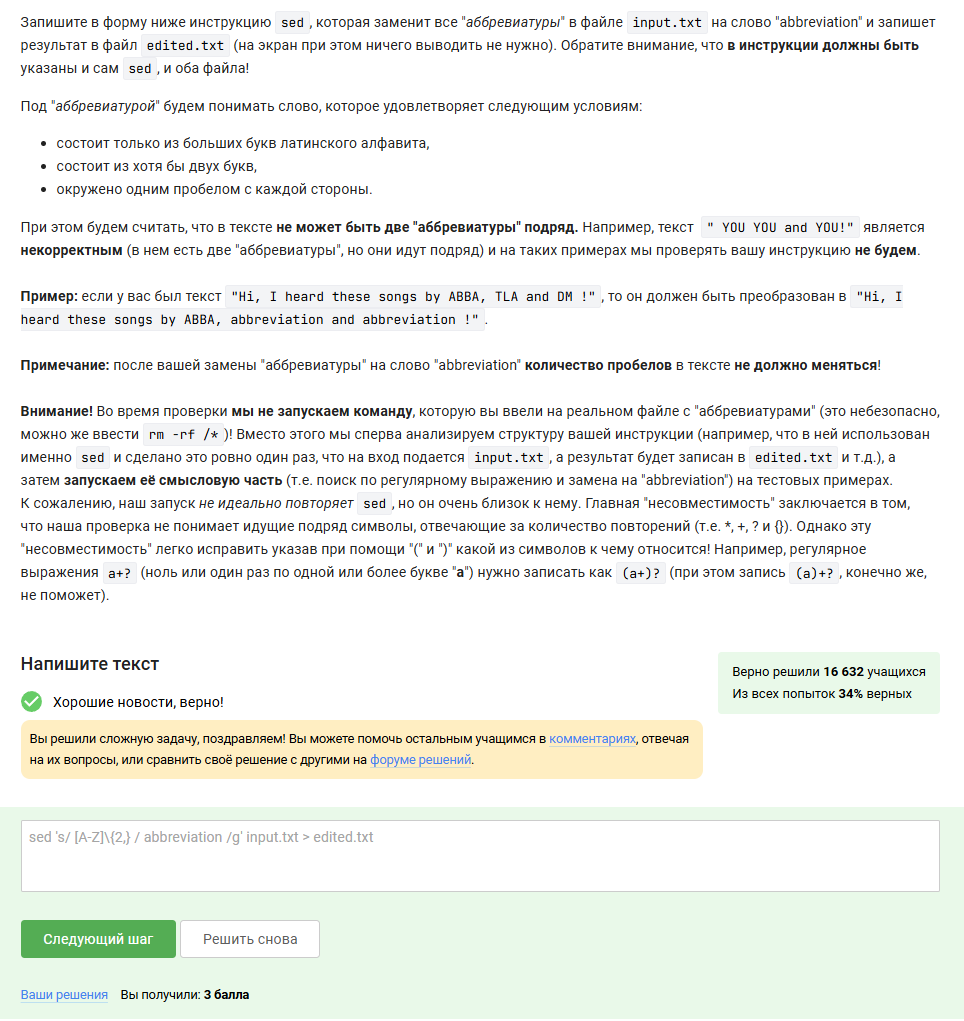 Запишите в форму ниже инструкцию sed, которая заменит все "аббревиатуры" в файле input.txt на слово "abbreviation" и запишет
результат в файл edited.txt (на экран при этом ничего выводить не нужно). Обратите внимание, что в инструкции должны быть
указаны и сам sed, и оба файла!
Под "аббревиатурой" будем понимать слово, которое удовлетворяет следующим условиям:
• состоит только из больших букв латинского алфавита,
• состоит из хотя бы двух букв,
• окружено одним пробелом с каждой стороны.
При этом будем считать, что в тексте не может быть две "аббревиатуры" подряд. Например, текст " YOU YOU and YOU!" является
некорректным (в нем есть две "аббревиатуры", но они идут подряд) и на таких примерах мы проверять вашу инструкцию не будем.
Пример: если у вас был текст "Hi, I heard these songs by ABBA, TLA and DM !", то он должен быть преобразован в "Hi, I
heard these songs by ABBA, abbreviation and abbreviation !".
Примечание: после вашей замены "аббревиатуры" на слово "abbreviation" количество пробелов в тексте не должно меняться!
Внимание! Во время проверки мы не запускаем команду, которую вы ввели на реальном файле с "аббревиатурами" (это небезопасно,
можно же ввести rm -rf /*)! Вместо этого мы сперва анализируем структуру вашей инструкции (например, что в ней использован
именно sed и сделано это ровно один раз, что на вход подается input.txt, а результат будет записан в edited.txt и т.д.), а
затем запускаем её смысловую часть (т.е. поиск по регулярному выражению и замена на "abbreviation") на тестовых примерах.
К сожалению, наш запуск не идеально повторяет sed, но он очень близок к нему. Главная "несовместимость" заключается в том,
что наша проверка не понимает идущие подряд символы, отвечающие за количество повторений (т.е. *, +, ? и {}). Однако эту
"несовместимость" легко исправить указав при помощи "(" и ")" какой из символов к чему относится! Например, регулярное
выражения a+? (ноль или один раз по одной или более букве "a") нужно записать как (a+)? (при этом запись (a)+?, конечно же,
не поможет).
Напишите текст
Верно решили 16 632 учащихся
Из всех попыток 34% верных
Хорошие новости, верно!
Вы решили сложную задачу, поздравляем! Вы можете помочь остальным учащимся в комментариях, отвечая
на их вопросы, или сравнить своё решение с другими на форуме решений.
sed 's/ [A-Z]\{2,} / abbreviation /g' input.txt > edited.txt
Следующий шаг Решить снова
Ваши решения Вы получили: 3 балла